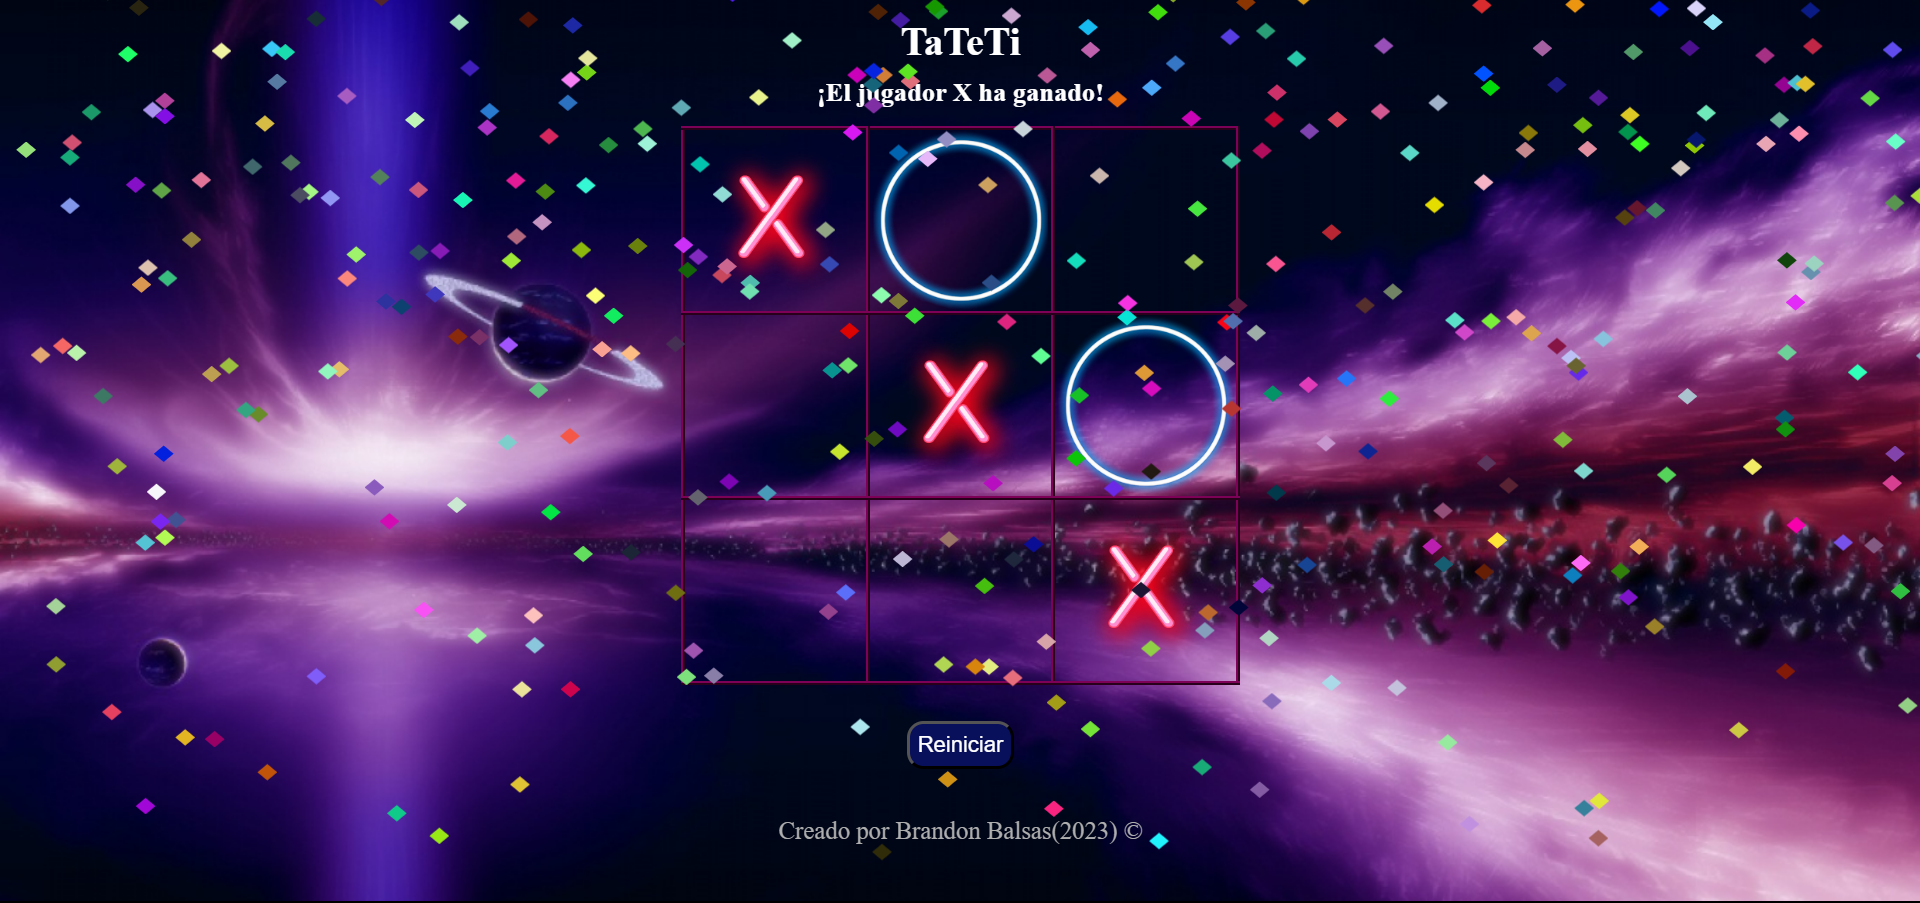 TaTeTi
¡El jugador X ha ganado!
X O
X O
X
Reiniciar
Creado por Brandon Balsas(2023) ©